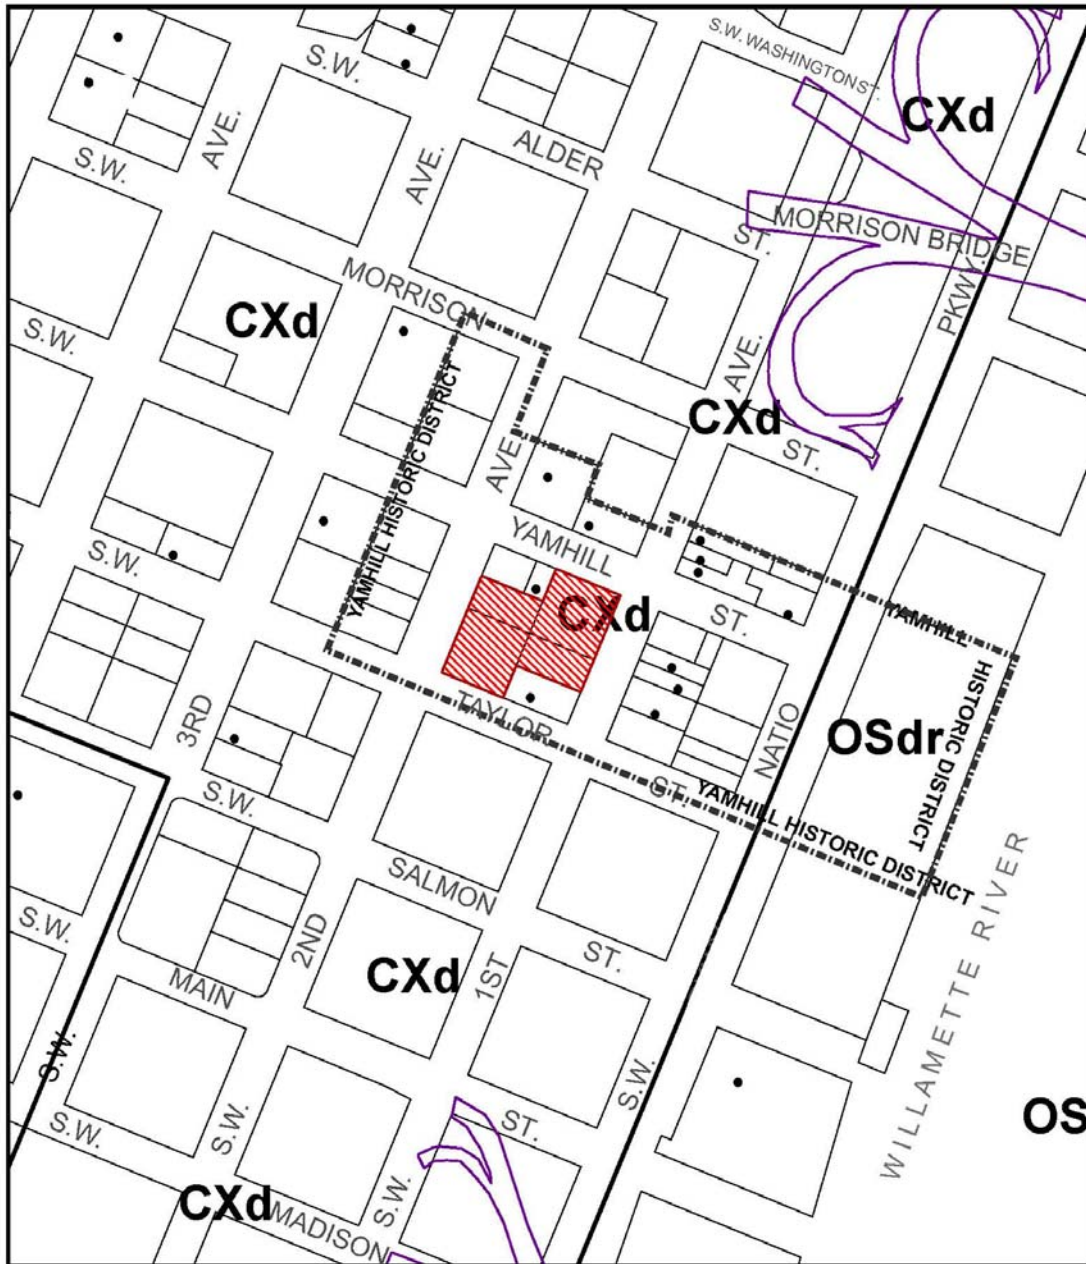 S.W. WASHINGTON ST.
S.W.
CXd
AVE.
ALDER
S.W.
AVE.
MORRISON BRIDGE
ST.
MORRISON
PKWY.
CXd
S.W.
AVE.
YAMHILL HISTORIC DISTRICT
CXd
ST.
AVE.
YAMHILL
S.W.
CXd
ST.
YAMHILL
HISTORIC DISTRICT
3RD
TAYLOR
NATIO
OSdr
S.W.
ST.
YAMHILL HISTORIC DISTRICT
SALMON
S.W.
2ND
ST.
WILLAMETTE RIVER
CXd
1ST
MAIN
S.W.
S.W.
S.W.
S.W.
ST.
OS
S.W.
CXd
MADISON